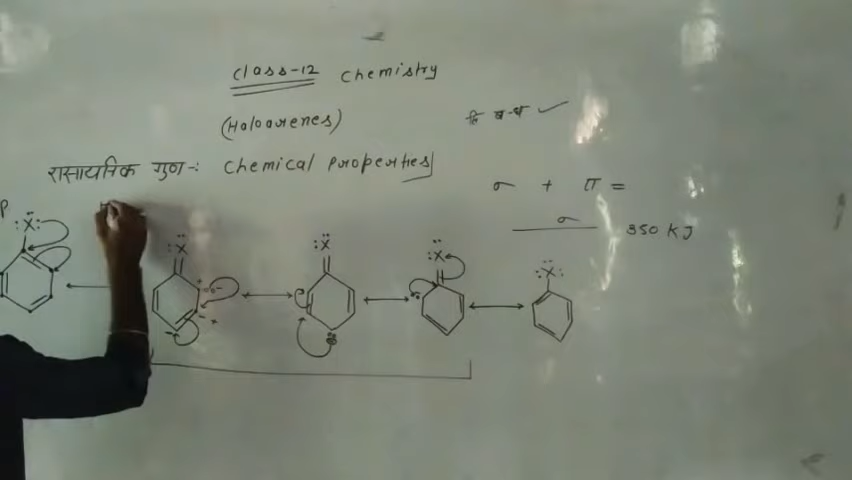 Class-12 Chemistry
(Haloarenes)
रासायनिक गुण -: Chemical Properties
σ + π =
σ 350 KJ
P
:Ẍ: :Ẍ :Ẍ :Ẍ :Ẍ: